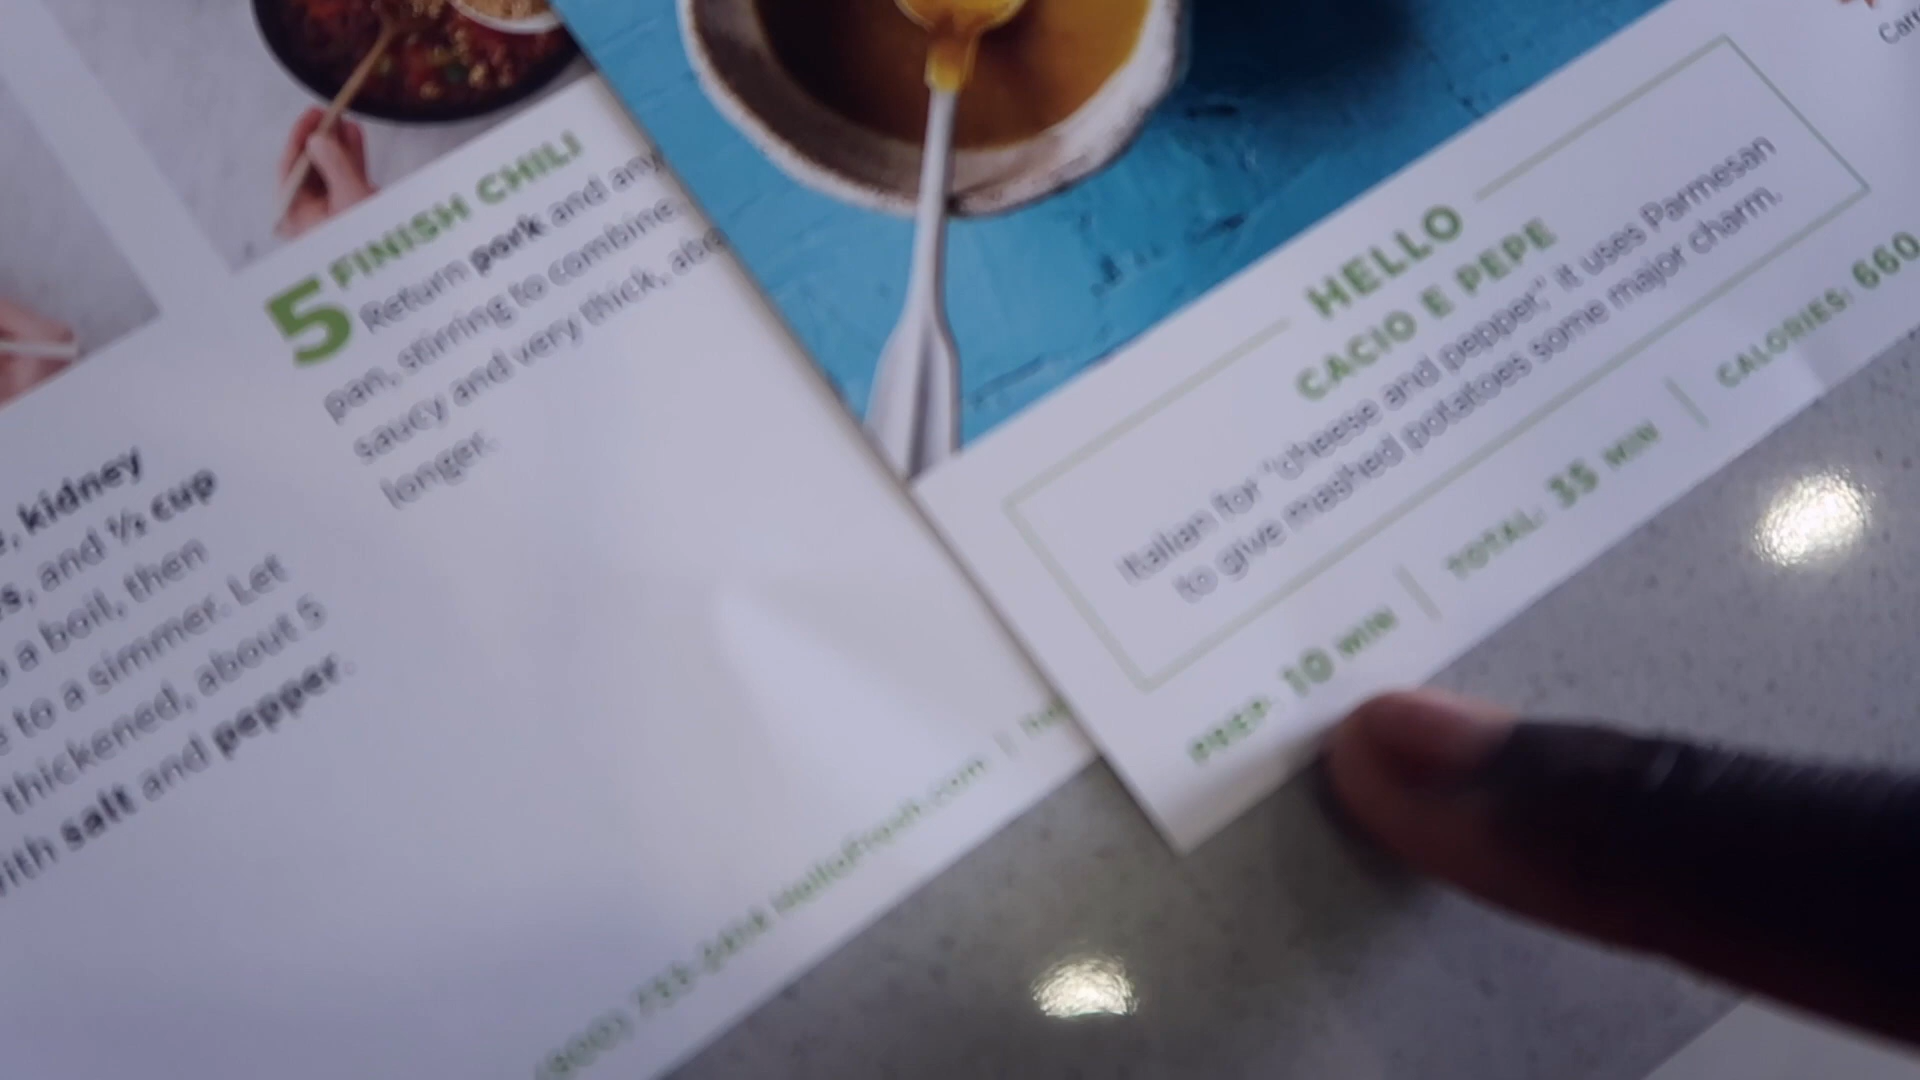 5 FINISH CHILI
Return pork and any
pan, stirring to combine.
saucy and very thick, abo
longer.
kidney
and ½ cup
a boil, then
to a simmer. Let
thickened, about 5
with salt and pepper.
HelloFresh.com |
HELLO
CACIO E PEPE
Italian for "cheese and pepper," it uses Parmesan
to give mashed potatoes some major charm.
PREP: 10 MIN | TOTAL: 35 MIN | CALORIES: 660